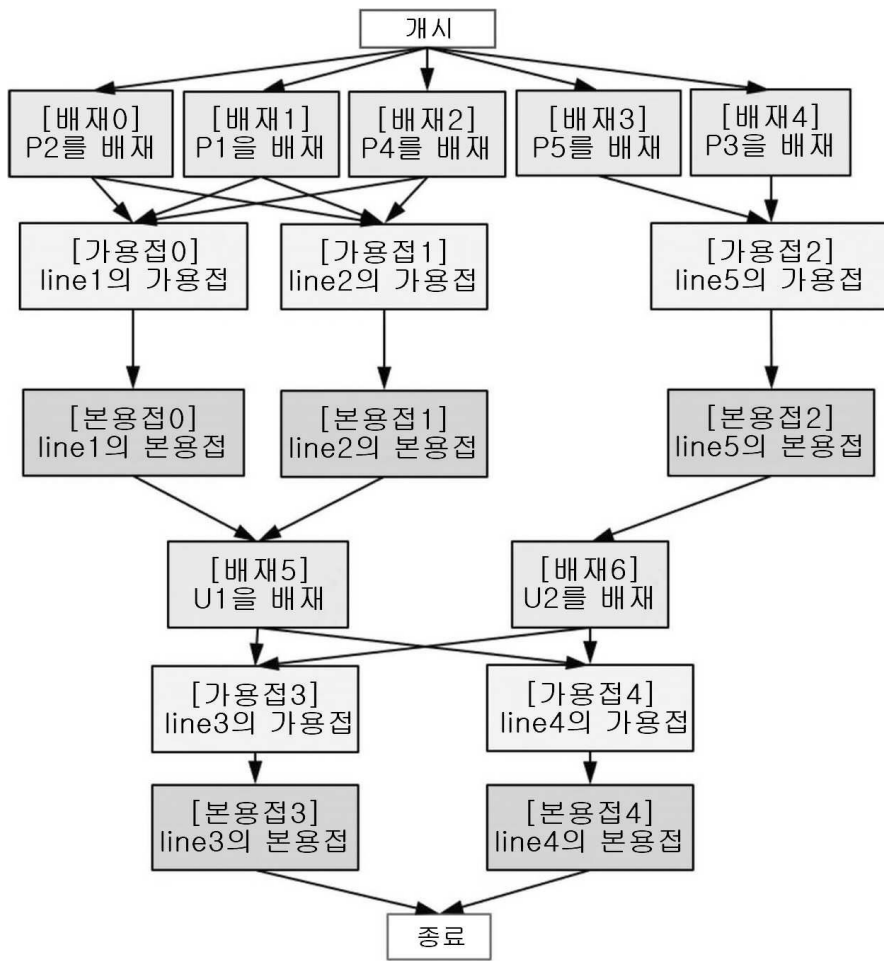 개시
[배재0]
P2를 배재
[배재1]
P1을 배재
[배재2]
P4를 배재
[배재3]
P5를 배재
[배재4]
P3을 배재
[가용접0]
line1의 가용접
[가용접1]
line2의 가용접
[가용접2]
line5의 가용접
[본용접0]
line1의 본용접
[본용접1]
line2의 본용접
[본용접2]
line5의 본용접
[배재5]
U1을 배재
[배재6]
U2를 배재
[가용접3]
line3의 가용접
[가용접4]
line4의 가용접
[본용접3]
line3의 본용접
[본용접4]
line4의 본용접
종료